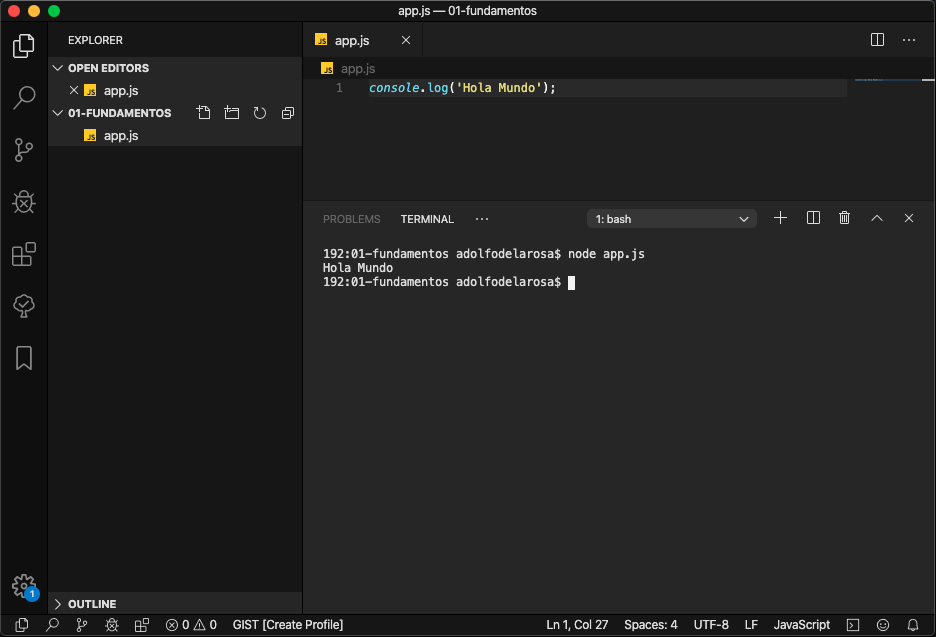 app.js — 01-fundamentos
EXPLORER
OPEN EDITORS
JS app.js
01-FUNDAMENTOS
JS app.js
1
OUTLINE
JS app.js
JS app.js
1 console.log('Hola Mundo');
PROBLEMS TERMINAL 1: bash
192:01-fundamentos adolfodelarosa$ node app.js
Hola Mundo
192:01-fundamentos adolfodelarosa$
0 0 GIST [Create Profile] Ln 1, Col 27 Spaces: 4 UTF-8 LF JavaScript